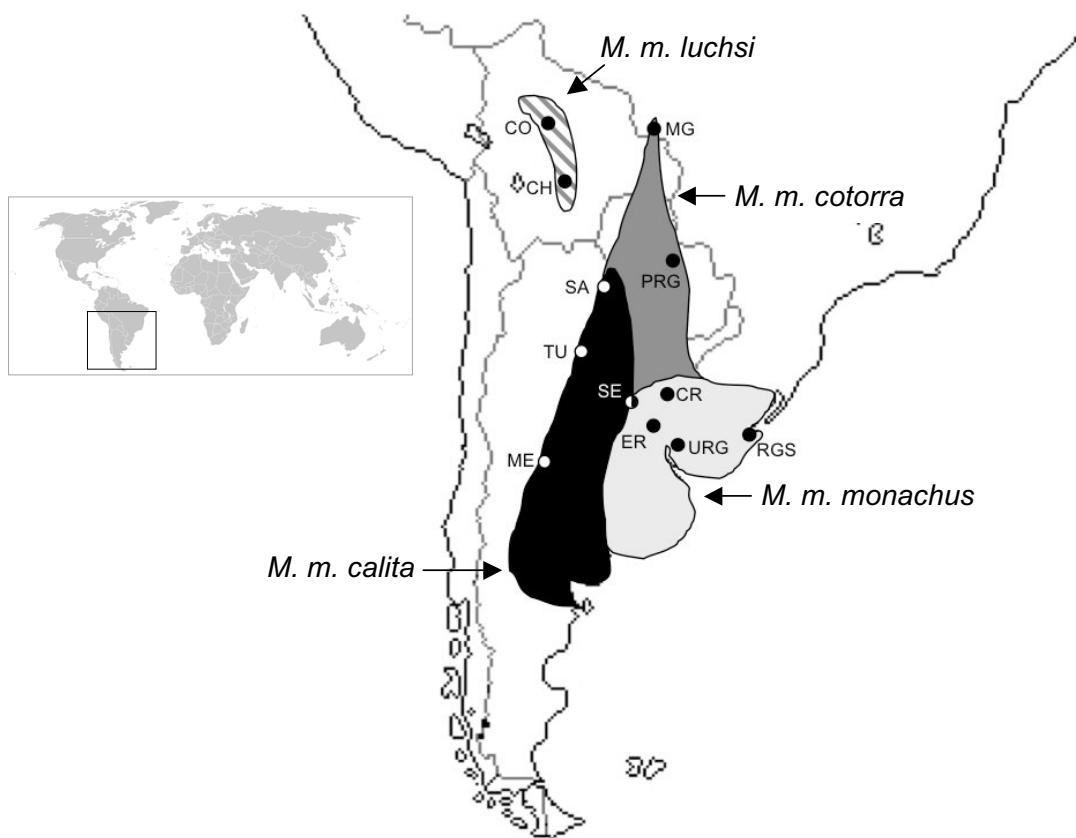 M. m. luchsi
CO
MG
CH
M. m. cotorra
PRG
SA
TU
SE
CR
ER
URG
RGS
ME
M. m. monachus
M. m. calita